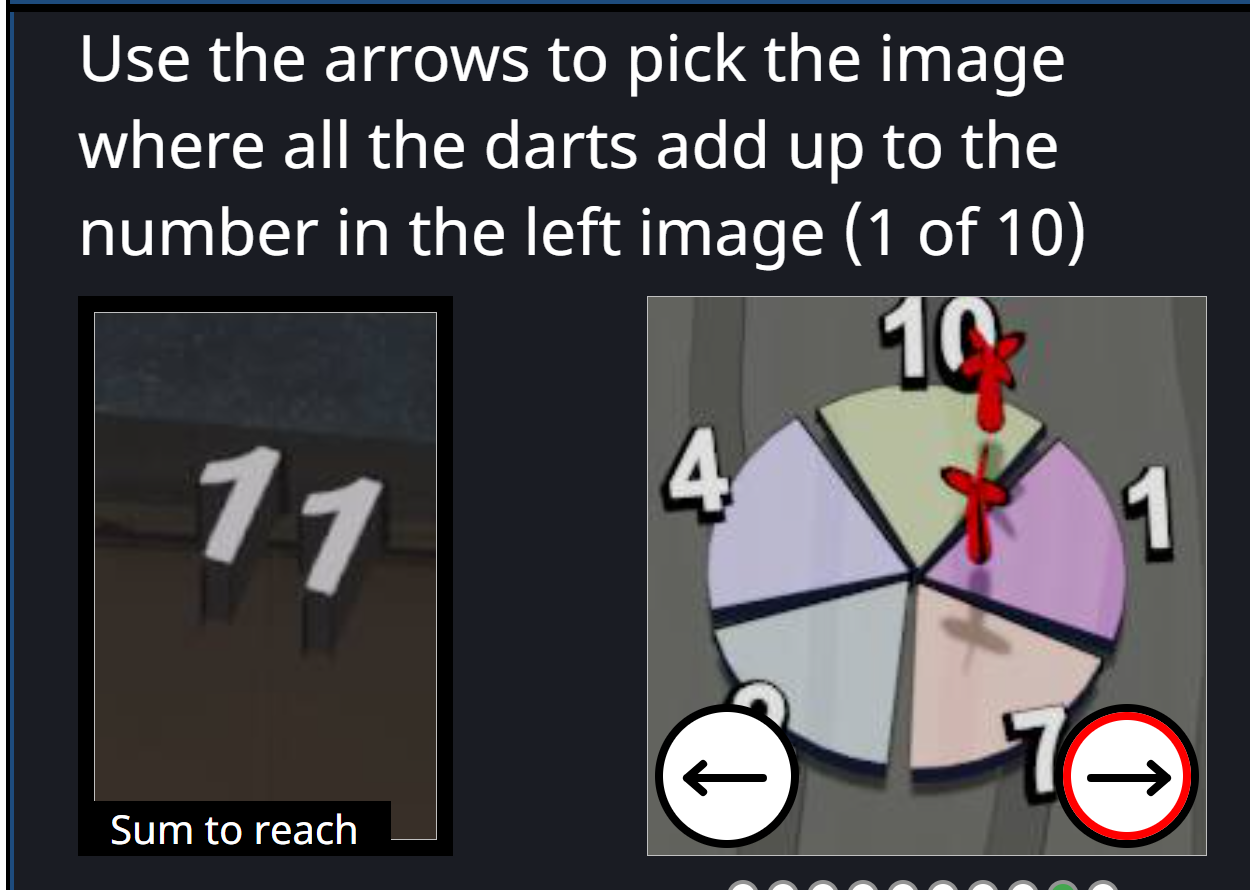 Use the arrows to pick the image
where all the darts add up to the
number in the left image (1 of 10)
11
10
4
1
7
Sum to reach